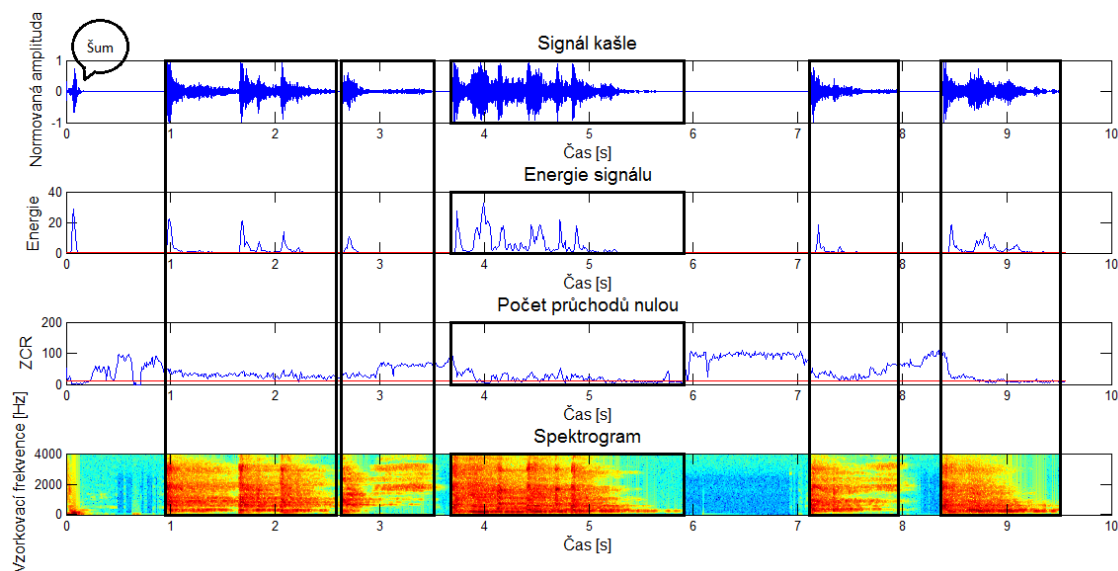 Šum
Signál kašle
Normovaná amplituda
1
0
-1
0 1 2 3 4 5 6 7 8 9 10
Čas [s]
Energie signálu
Energie
40
20
0
0 1 2 3 4 5 6 7 8 9 10
Čas [s]
Počet průchodů nulou
ZCR
200
100
0
0 1 2 3 4 5 6 7 8 9 10
Čas [s]
Spektrogram
Vzorkovací frekvence [Hz]
4000
2000
0
0 1 2 3 4 5 6 7 8 9 10
Čas [s]